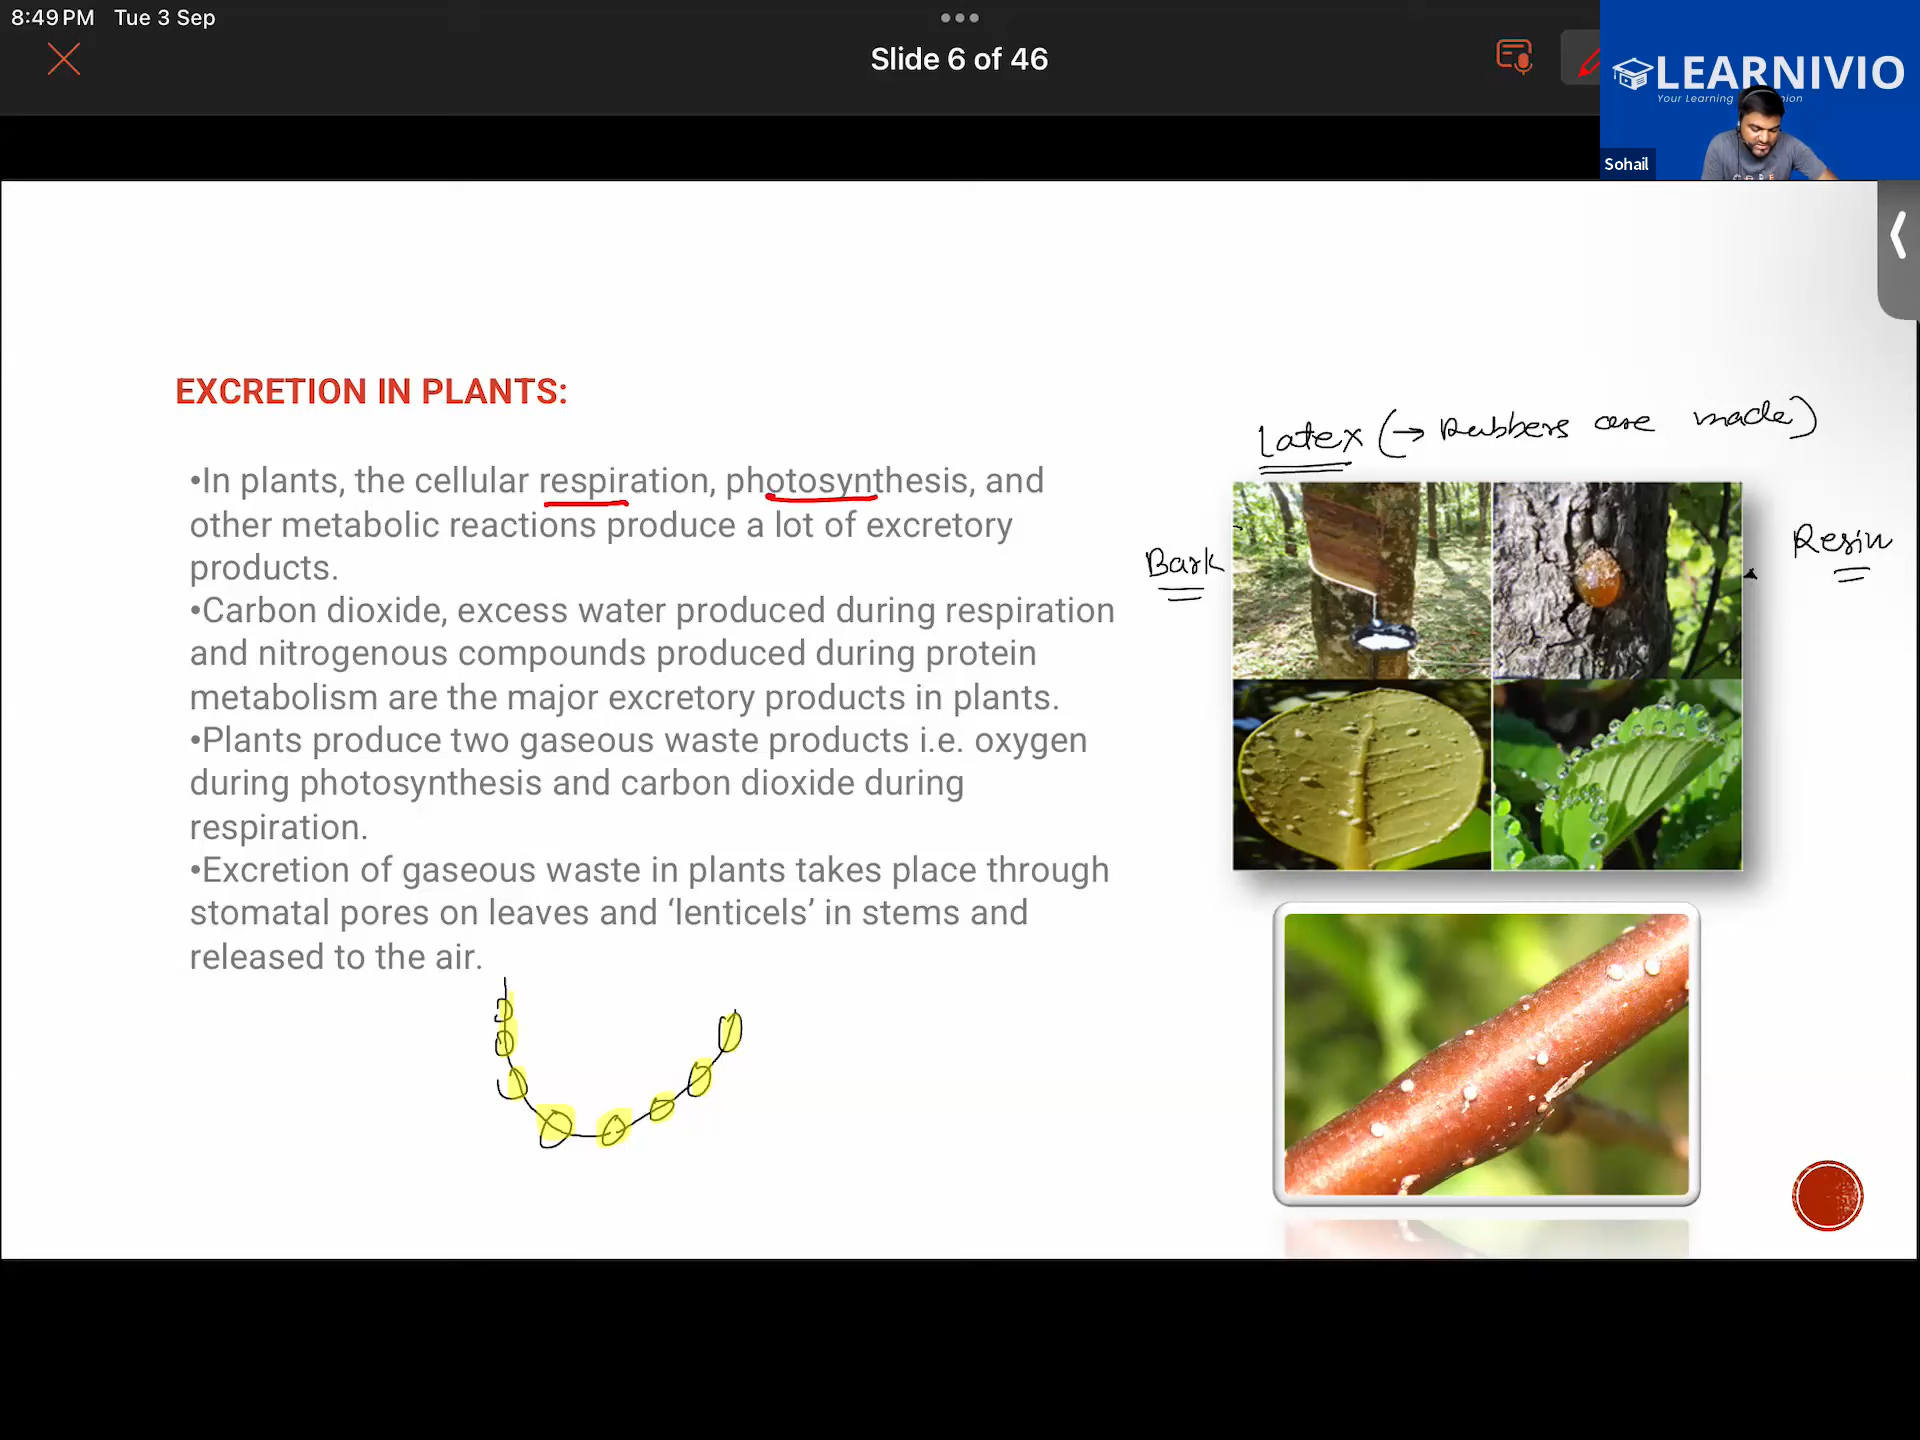 8:49 PM Tue 3 Sep
Slide 6 of 46
LEARNIVIO
Your Learning
Sohail
EXCRETION IN PLANTS:
•In plants, the cellular respiration, photosynthesis, and
other metabolic reactions produce a lot of excretory
products.
•Carbon dioxide, excess water produced during respiration
and nitrogenous compounds produced during protein
metabolism are the major excretory products in plants.
•Plants produce two gaseous waste products i.e. oxygen
during photosynthesis and carbon dioxide during
respiration.
•Excretion of gaseous waste in plants takes place through
stomatal pores on leaves and ‘lenticels’ in stems and
released to the air.
Latex (→ Rubbers are made)
Bark
Resin